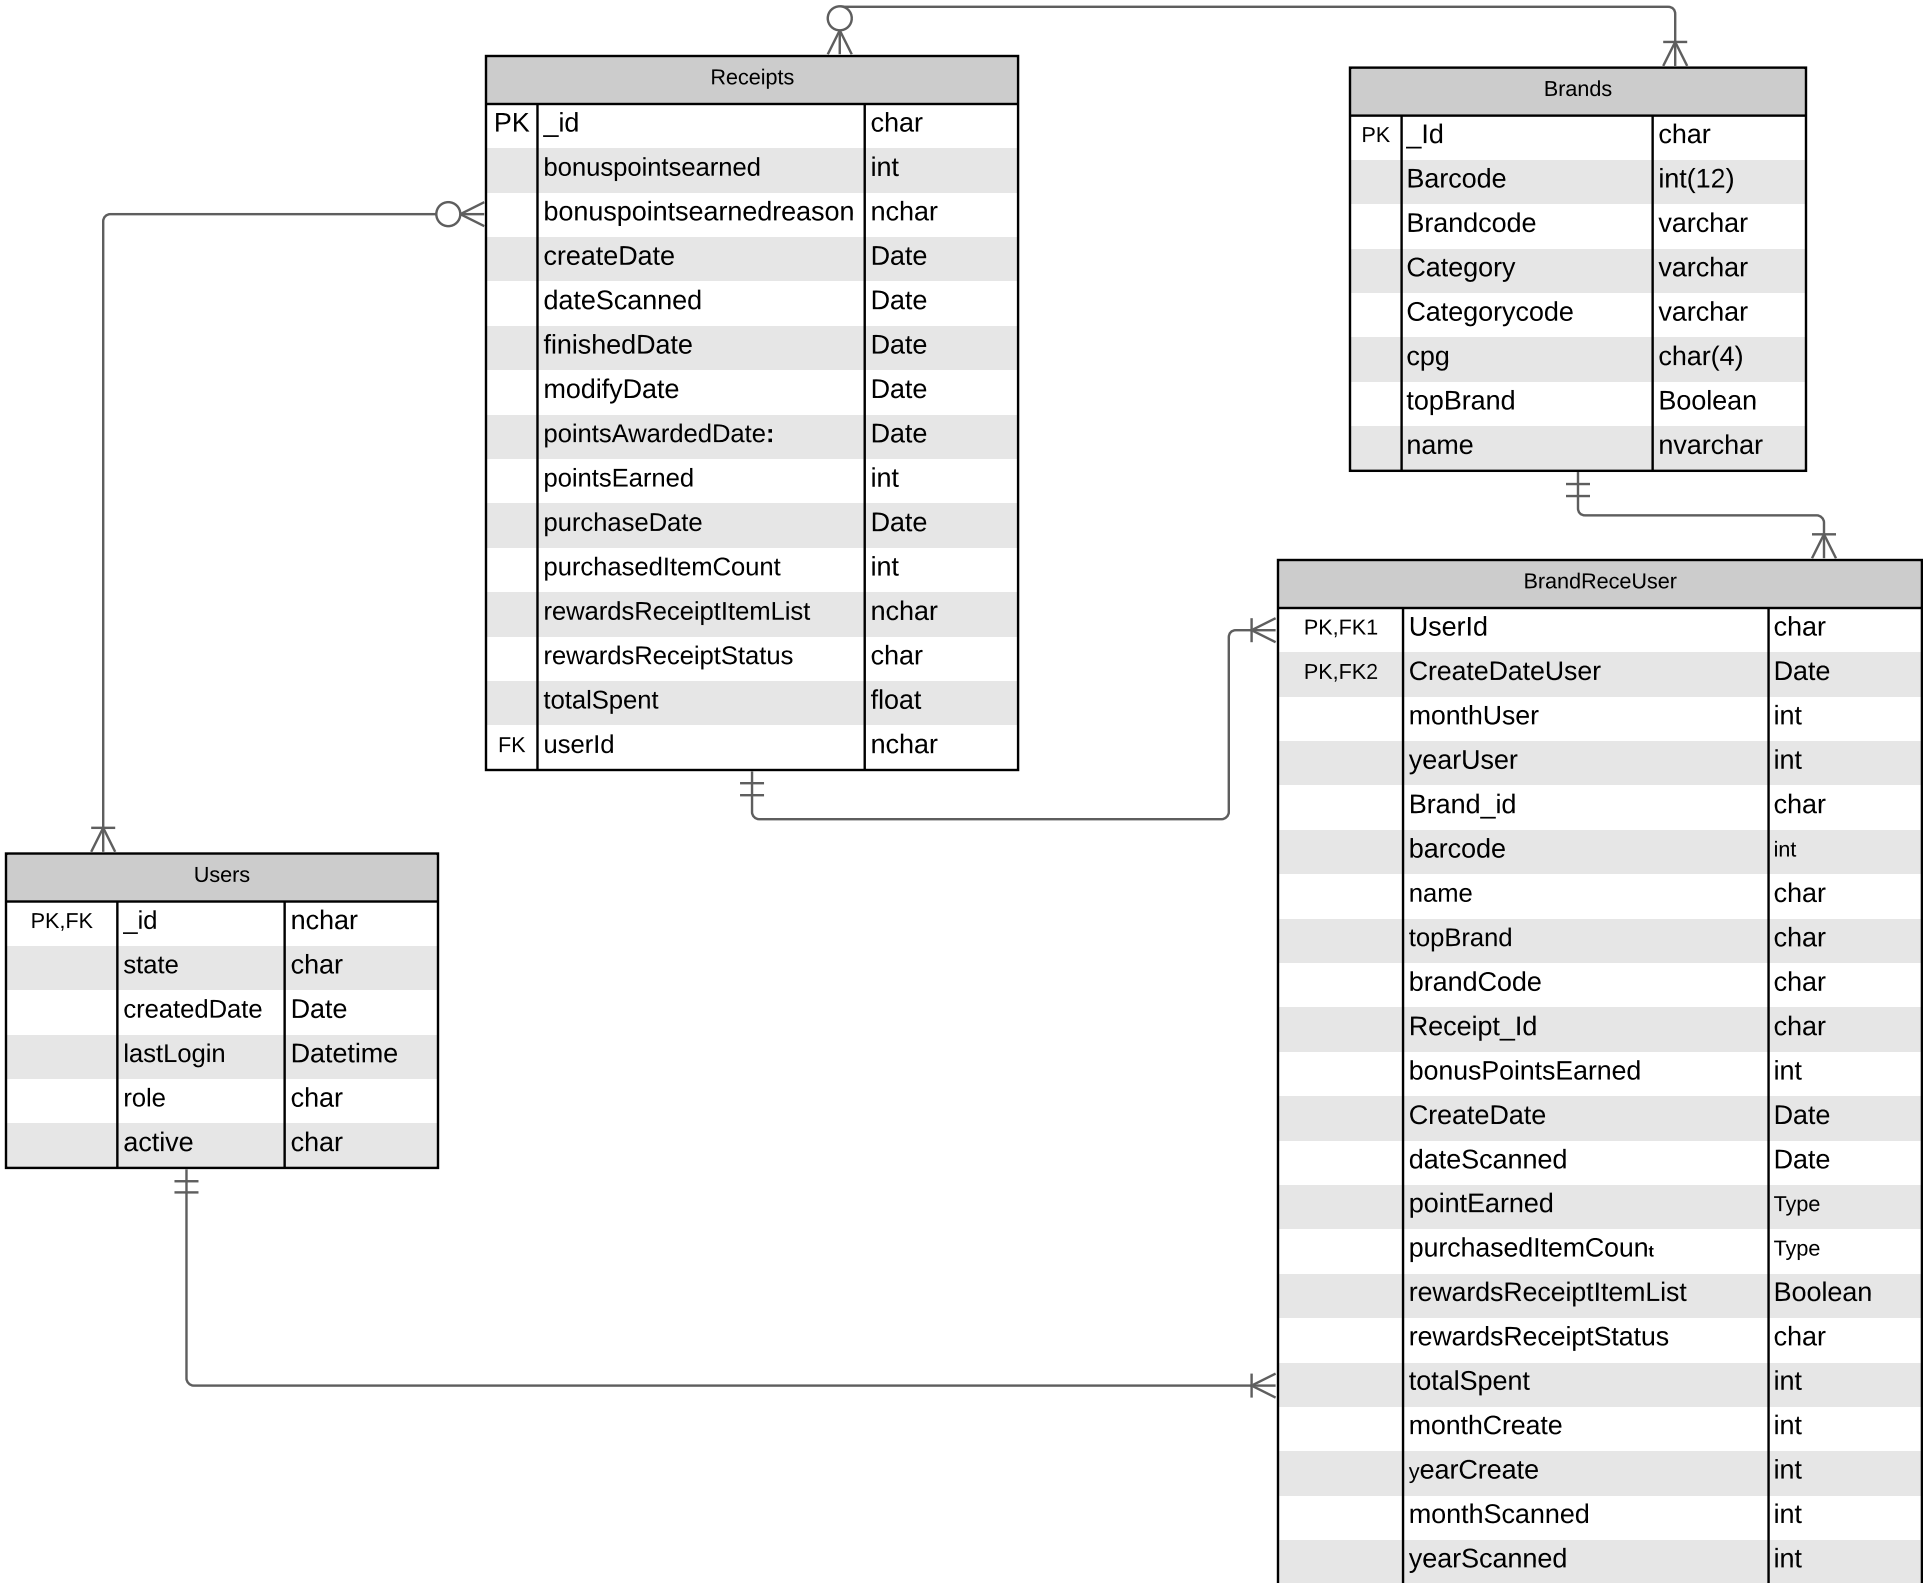 Receipts
PK _id char
bonuspointsearned int
bonuspointsearnedreason nchar
createDate Date
dateScanned Date
finishedDate Date
modifyDate Date
pointsAwardedDate: Date
pointsEarned int
purchaseDate Date
purchasedItemCount int
rewardsReceiptItemList nchar
rewardsReceiptStatus char
totalSpent float
FK userId nchar
Brands
PK _Id char
Barcode int(12)
Brandcode varchar
Category varchar
Categorycode varchar
cpg char(4)
topBrand Boolean
name nvarchar
BrandReceUser
PK,FK1 UserId char
PK,FK2 CreateDateUser Date
monthUser int
yearUser int
Brand_id char
barcode int
name char
topBrand char
brandCode char
Receipt_Id char
bonusPointsEarned int
CreateDate Date
dateScanned Date
pointEarned Type
purchasedItemCount Type
rewardsReceiptItemList Boolean
rewardsReceiptStatus char
totalSpent int
monthCreate int
yearCreate int
monthScanned int
yearScanned int
Users
PK,FK _id nchar
state char
createdDate Date
lastLogin Datetime
role char
active char